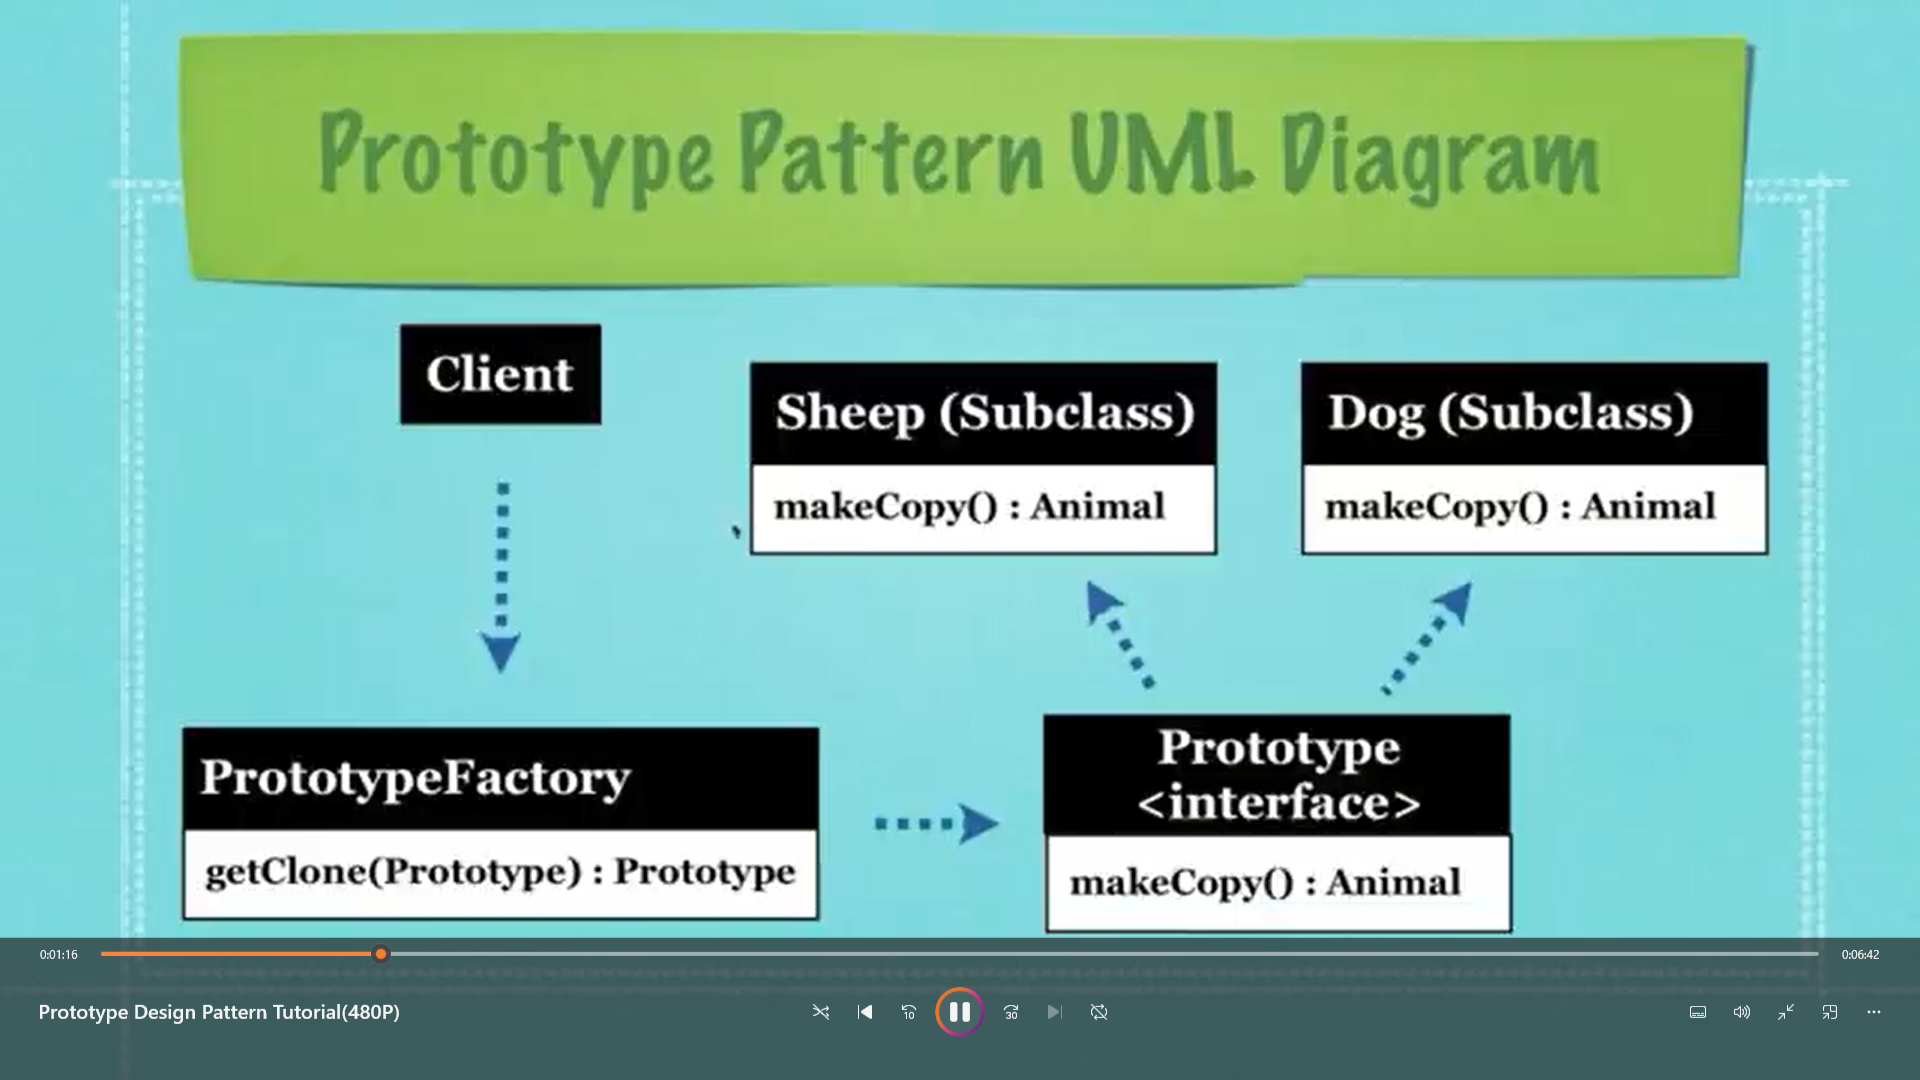 Prototype Pattern UML Diagram
Client
Sheep (Subclass)
makeCopy() : Animal
Dog (Subclass)
makeCopy() : Animal
PrototypeFactory
getClone(Prototype) : Prototype
Prototype
<interface>
makeCopy() : Animal
0:01:16
0:06:42
Prototype Design Pattern Tutorial(480P)
10
30